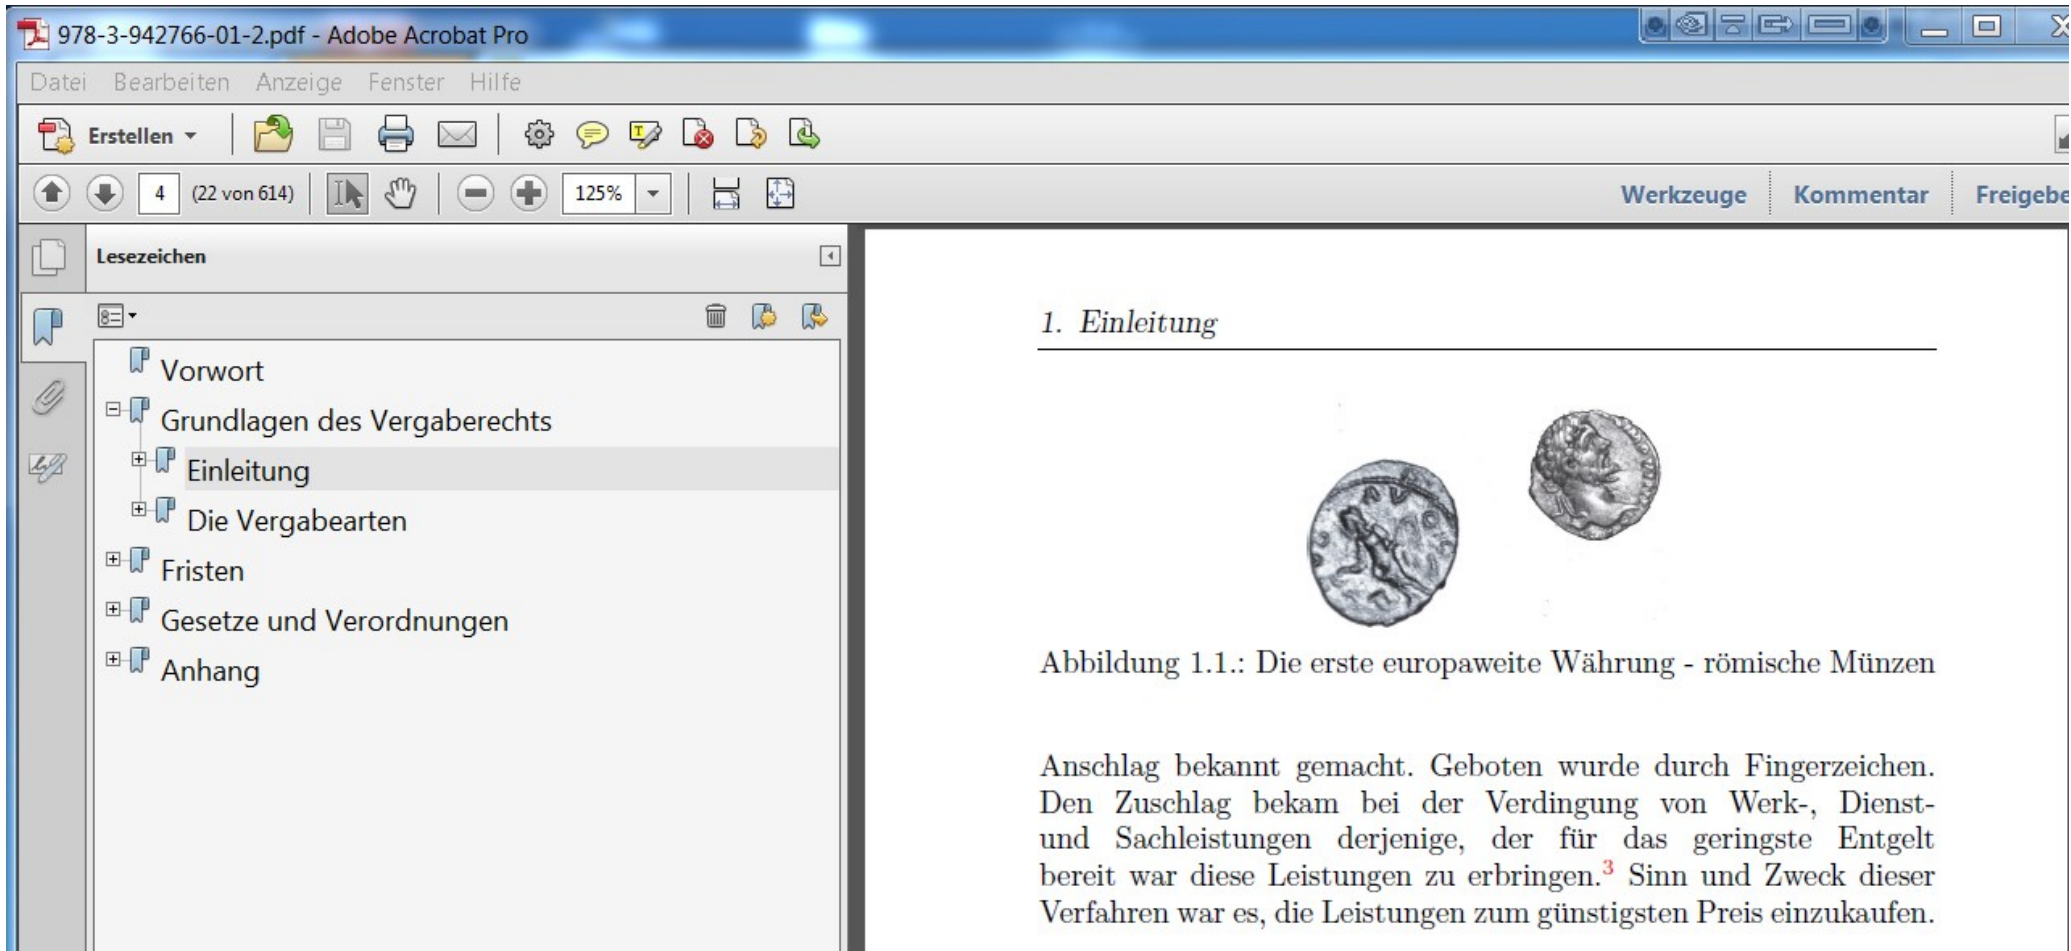 978-3-942766-01-2.pdf - Adobe Acrobat Pro
Datei Bearbeiten Anzeige Fenster Hilfe
Erstellen
4 (22 von 614) 125% Werkzeuge Kommentar Freigebe
Lesezeichen
Vorwort
Grundlagen des Vergaberechts
Einleitung
Die Vergabearten
Fristen
Gesetze und Verordnungen
Anhang
1. Einleitung
Abbildung 1.1.: Die erste europaweite Währung - römische Münzen
Anschlag bekannt gemacht. Geboten wurde durch Fingerzeichen.
Den Zuschlag bekam bei der Verdingung von Werk-, Dienst-
und Sachleistungen derjenige, der für das geringste Entgelt
bereit war diese Leistungen zu erbringen.3 Sinn und Zweck dieser
Verfahren war es, die Leistungen zum günstigsten Preis einzukaufen.